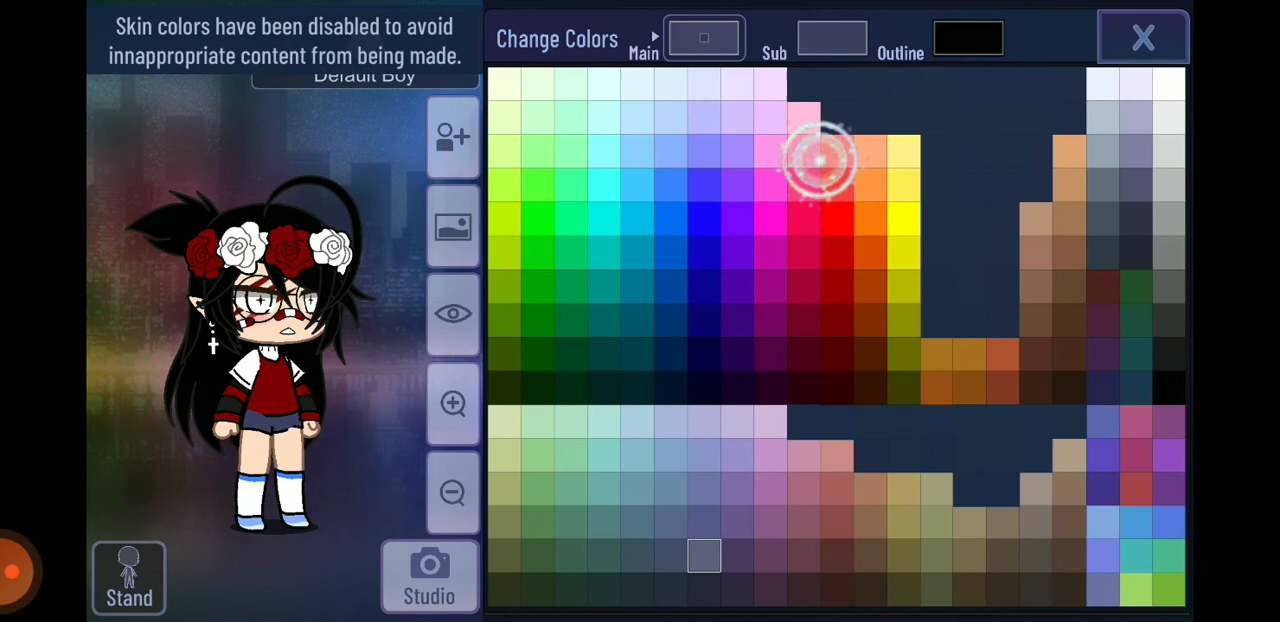 Skin colors have been disabled to avoid
innappropriate content from being made.
Default Boy
Change Colors
Main
Sub
Outline
X
Stand
Studio